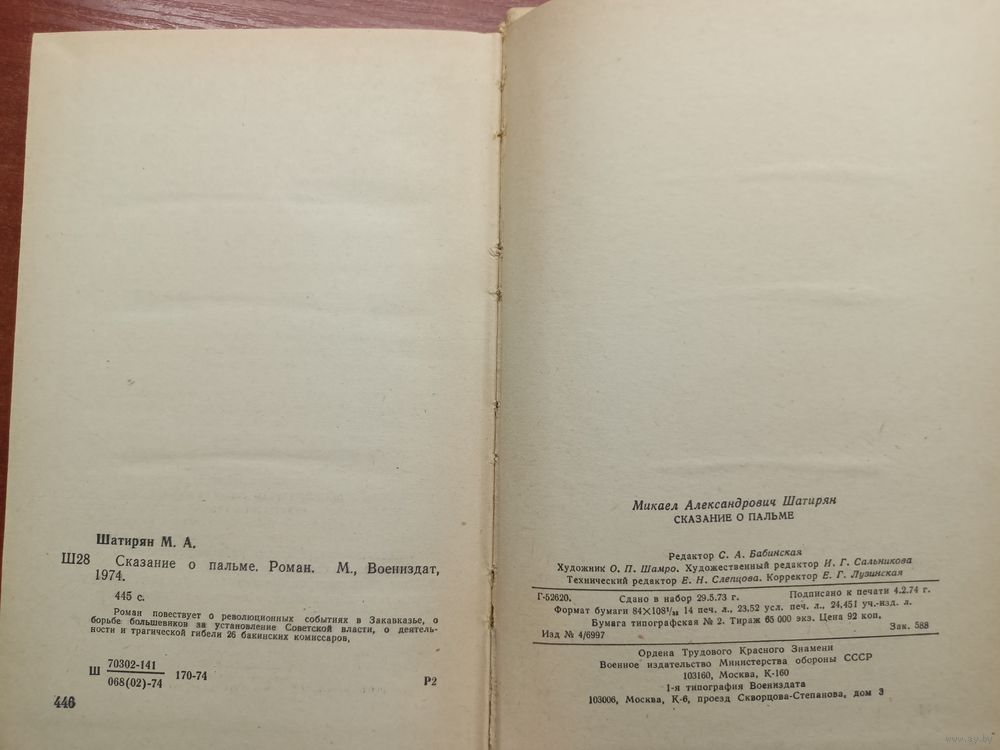 Шатирян М. А.
Ш28 Сказание о пальме. Роман. М., Воениздат,
1974.
445 с.
Роман повествует о революционных событиях в Закавказье, о
борьбе большевиков за установление Советской власти, о деятель-
ности и трагической гибели 26 бакинских комиссаров,
Ш 70302-141
068(02)-74 170-74
Р2
446
Микаел Александрович Шатирян
СКАЗАНИЕ О ПАЛЬМЕ
Редактор С. А. Бабинская
Художник О. П. Шамро. Художественный редактор И. Г. Сальникова
Технический редактор Е. Н. Слепцова. Корректор Е. Г. Лузинская
Г-52620. Сдано в набор 29.5.73 г. Подписано к печати 4.2.74 г.
Формат бумаги 84×108¹/₃₂ 14 печ. л., 23,52 усл. печ. л., 24,451 уч.-изд. л.
Бумага типографская № 2. Тираж 65 000 экз. Цена 92 коп.
Изд № 4/6997 Зак. 588
Ордена Трудового Красного Знамени
Военное издательство Министерства обороны СССР
103160, Москва, К-160
1-я типография Воениздата
103006, Москва, К-6, проезд Скворцова-Степанова, дом 3
www.ay.by